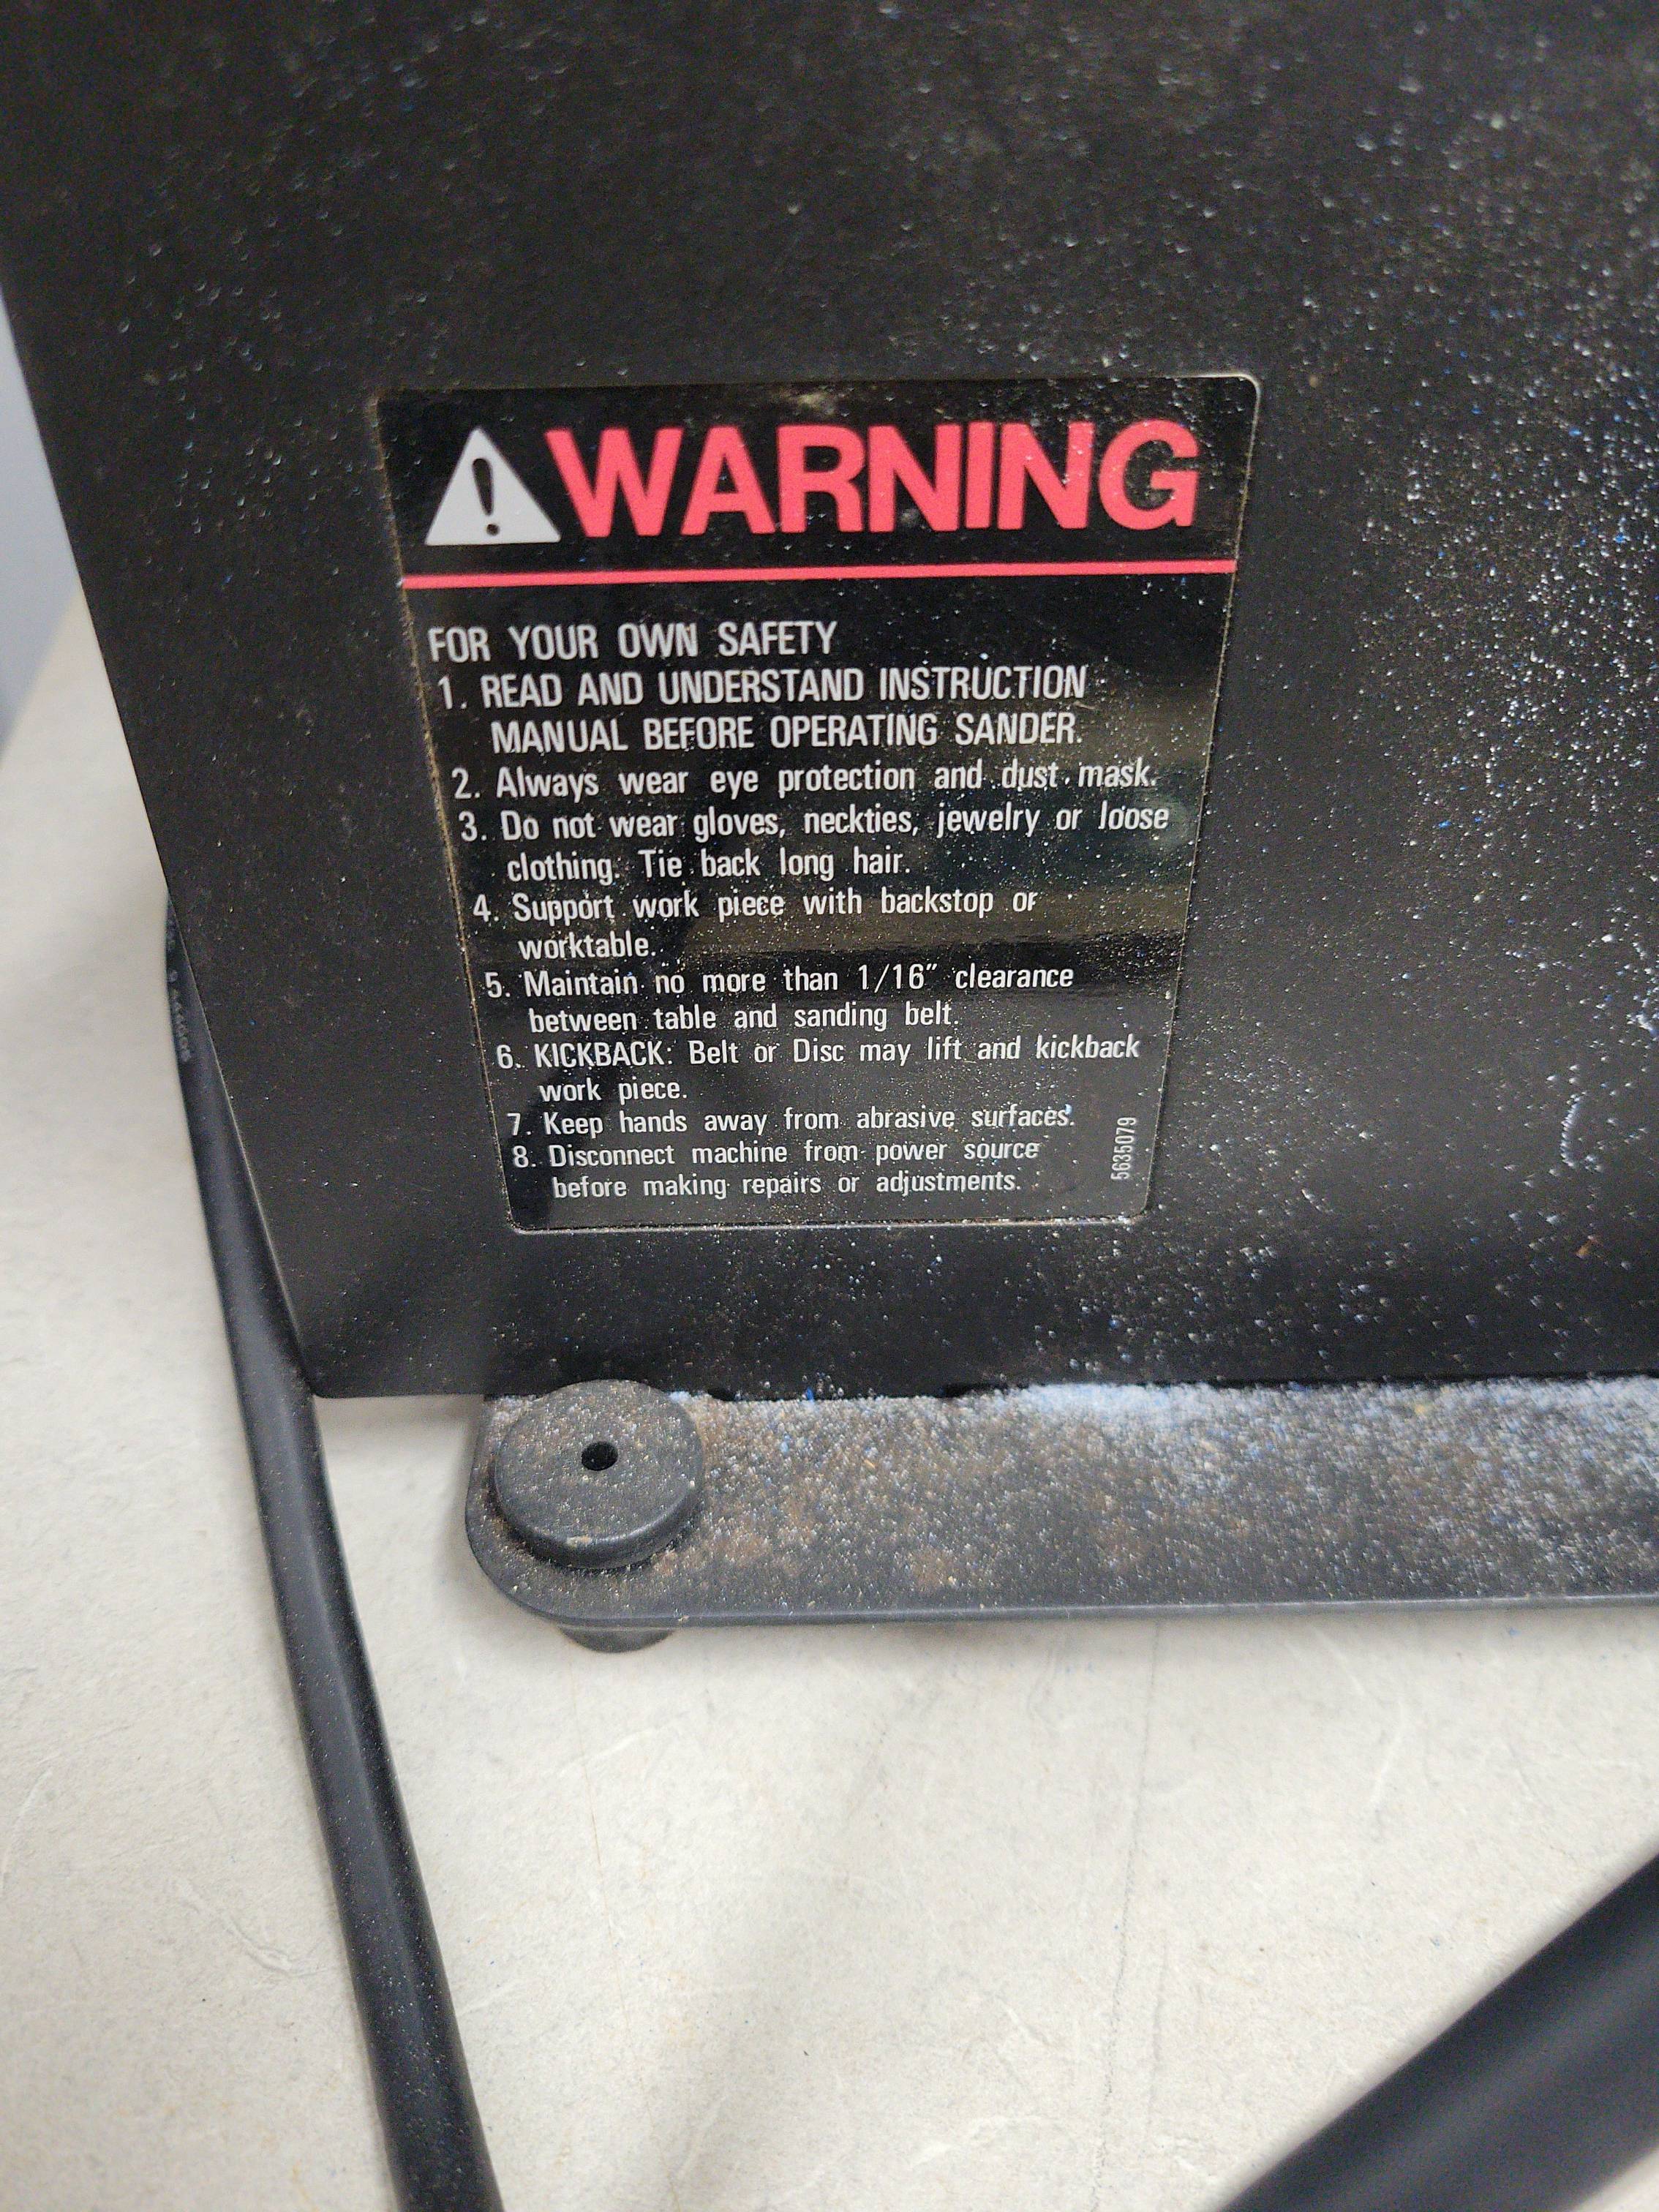 WARNING
FOR YOUR OWN SAFETY
1. READ AND UNDERSTAND INSTRUCTION
MANUAL BEFORE OPERATING SANDER.
2. Always wear eye protection and dust mask.
3. Do not wear gloves, neckties, jewelry or loose
clothing. Tie back long hair.
4. Support work piece with backstop or
worktable.
5. Maintain no more than 1/16" clearance
between table and sanding belt.
6. KICKBACK: Belt or Disc may lift and kickback
work piece.
7. Keep hands away from abrasive surfaces.
8. Disconnect machine from power source
before making repairs or adjustments.
5635079